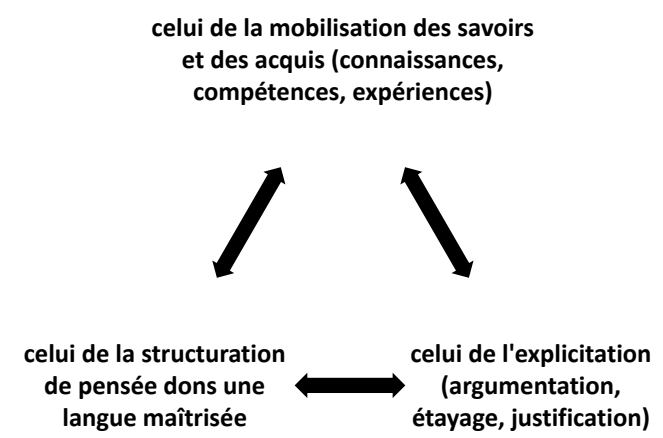 celui de la mobilisation des savoirs
et des acquis (connaissances,
compétences, expériences)
celui de la structuration
de pensée dons une
langue maîtrisée
celui de l'explicitation
(argumentation,
étayage, justification)